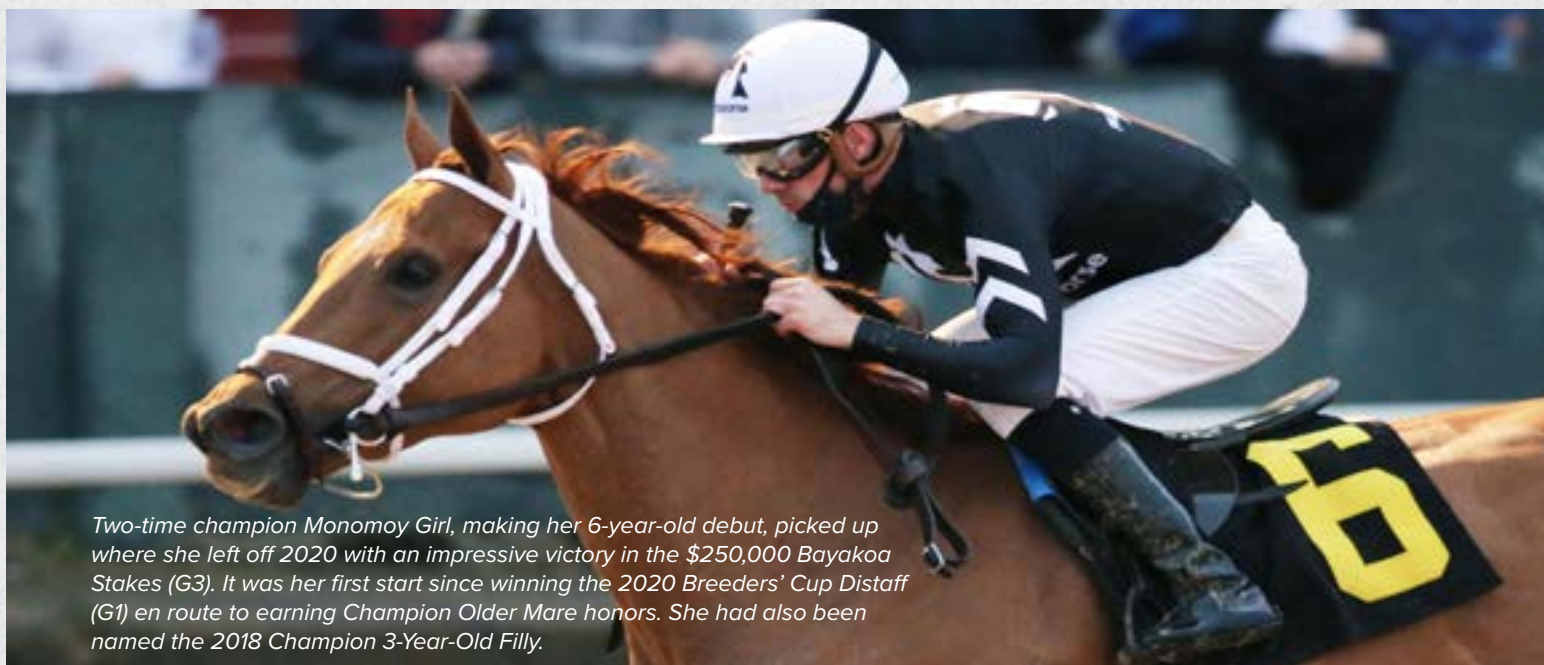 6
Two-time champion Monomoy Girl, making her 6-year-old debut, picked up
where she left off 2020 with an impressive victory in the $250,000 Bayakoa
Stakes (G3). It was her first start since winning the 2020 Breeders’ Cup Distaff
(G1) en route to earning Champion Older Mare honors. She had also been
named the 2018 Champion 3-Year-Old Filly.